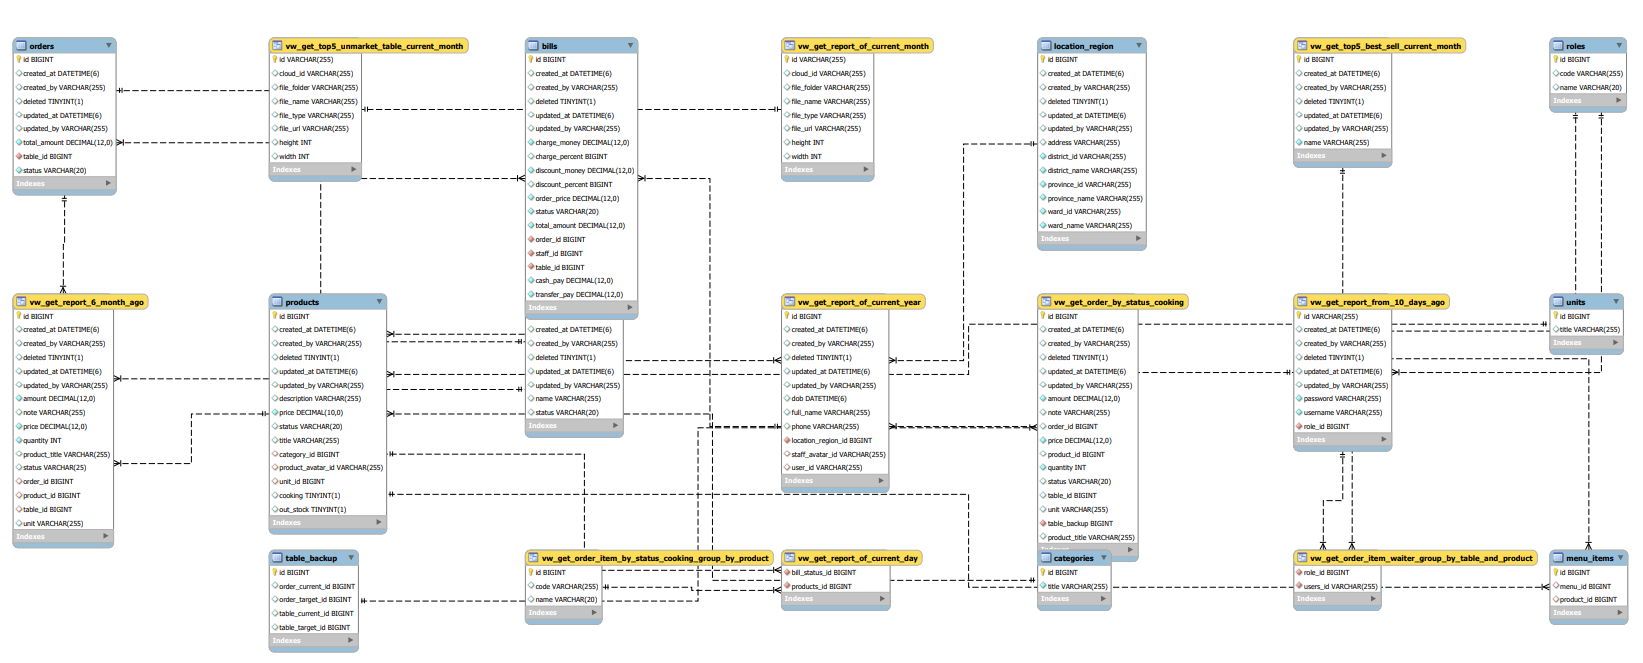 orders
id BIGINT
created_at DATETIME(6)
created_by VARCHAR(255)
deleted TINYINT(1)
updated_at DATETIME(6)
updated_by VARCHAR(255)
total_amount DECIMAL(12,0)
table_id BIGINT
status VARCHAR(20)
Indexes
vw_get_top5_unmarket_table_current_month
id VARCHAR(255)
cloud_id VARCHAR(255)
file_folder VARCHAR(255)
file_name VARCHAR(255)
file_type VARCHAR(255)
file_url VARCHAR(255)
height INT
width INT
Indexes
bills
id BIGINT
created_at DATETIME(6)
created_by VARCHAR(255)
deleted TINYINT(1)
updated_at DATETIME(6)
updated_by VARCHAR(255)
charge_money DECIMAL(12,0)
charge_percent BIGINT
discount_money DECIMAL(12,0)
discount_percent BIGINT
order_price DECIMAL(12,0)
status VARCHAR(20)
total_amount DECIMAL(12,0)
order_id BIGINT
staff_id BIGINT
table_id BIGINT
cash_pay DECIMAL(12,0)
transfer_pay DECIMAL(12,0)
Indexes
vw_get_report_of_current_month
id VARCHAR(255)
cloud_id VARCHAR(255)
file_folder VARCHAR(255)
file_name VARCHAR(255)
file_type VARCHAR(255)
file_url VARCHAR(255)
height INT
width INT
Indexes
location_region
id BIGINT
created_at DATETIME(6)
created_by VARCHAR(255)
deleted TINYINT(1)
updated_at DATETIME(6)
updated_by VARCHAR(255)
address VARCHAR(255)
district_id VARCHAR(255)
district_name VARCHAR(255)
province_id VARCHAR(255)
province_name VARCHAR(255)
ward_id VARCHAR(255)
ward_name VARCHAR(255)
Indexes
vw_get_top5_best_sell_current_month
id BIGINT
created_at DATETIME(6)
created_by VARCHAR(255)
deleted TINYINT(1)
updated_at DATETIME(6)
updated_by VARCHAR(255)
name VARCHAR(255)
Indexes
roles
id BIGINT
code VARCHAR(255)
name VARCHAR(20)
Indexes
vw_get_report_6_month_ago
id BIGINT
created_at DATETIME(6)
created_by VARCHAR(255)
deleted TINYINT(1)
updated_at DATETIME(6)
updated_by VARCHAR(255)
amount DECIMAL(12,0)
note VARCHAR(255)
price DECIMAL(12,0)
quantity INT
product_title VARCHAR(255)
status VARCHAR(25)
order_id BIGINT
product_id BIGINT
table_id BIGINT
unit VARCHAR(255)
Indexes
products
id BIGINT
created_at DATETIME(6)
created_by VARCHAR(255)
deleted TINYINT(1)
updated_at DATETIME(6)
updated_by VARCHAR(255)
description VARCHAR(255)
price DECIMAL(10,0)
status VARCHAR(20)
title VARCHAR(255)
category_id BIGINT
product_avatar_id VARCHAR(255)
unit_id BIGINT
cooking TINYINT(1)
out_stock TINYINT(1)
Indexes
created_at DATETIME(6)
created_by VARCHAR(255)
deleted TINYINT(1)
updated_at DATETIME(6)
updated_by VARCHAR(255)
name VARCHAR(255)
status VARCHAR(20)
Indexes
vw_get_report_of_current_year
id BIGINT
created_at DATETIME(6)
created_by VARCHAR(255)
deleted TINYINT(1)
updated_at DATETIME(6)
updated_by VARCHAR(255)
dob DATETIME(6)
full_name VARCHAR(255)
phone VARCHAR(255)
location_region_id BIGINT
staff_avatar_id VARCHAR(255)
user_id VARCHAR(255)
Indexes
vw_get_order_by_status_cooking
id BIGINT
created_at DATETIME(6)
created_by VARCHAR(255)
deleted TINYINT(1)
updated_at DATETIME(6)
updated_by VARCHAR(255)
amount DECIMAL(12,0)
note VARCHAR(255)
order_id BIGINT
price DECIMAL(12,0)
product_id BIGINT
quantity INT
status VARCHAR(20)
table_id BIGINT
unit VARCHAR(255)
table_backup BIGINT
product_title VARCHAR(255)
Indexes
vw_get_report_from_10_days_ago
id VARCHAR(255)
created_at DATETIME(6)
created_by VARCHAR(255)
deleted TINYINT(1)
updated_at DATETIME(6)
updated_by VARCHAR(255)
password VARCHAR(255)
username VARCHAR(255)
role_id BIGINT
Indexes
units
id BIGINT
title VARCHAR(255)
Indexes
table_backup
id BIGINT
order_current_id BIGINT
order_target_id BIGINT
table_current_id BIGINT
table_target_id BIGINT
Indexes
vw_get_order_item_by_status_cooking_group_by_product
id BIGINT
code VARCHAR(255)
name VARCHAR(20)
Indexes
vw_get_report_of_current_day
bill_status_id BIGINT
products_id BIGINT
Indexes
categories
id BIGINT
title VARCHAR(255)
Indexes
vw_get_order_item_waiter_group_by_table_and_product
role_id BIGINT
users_id VARCHAR(255)
Indexes
menu_items
id BIGINT
menu_id BIGINT
product_id BIGINT
Indexes